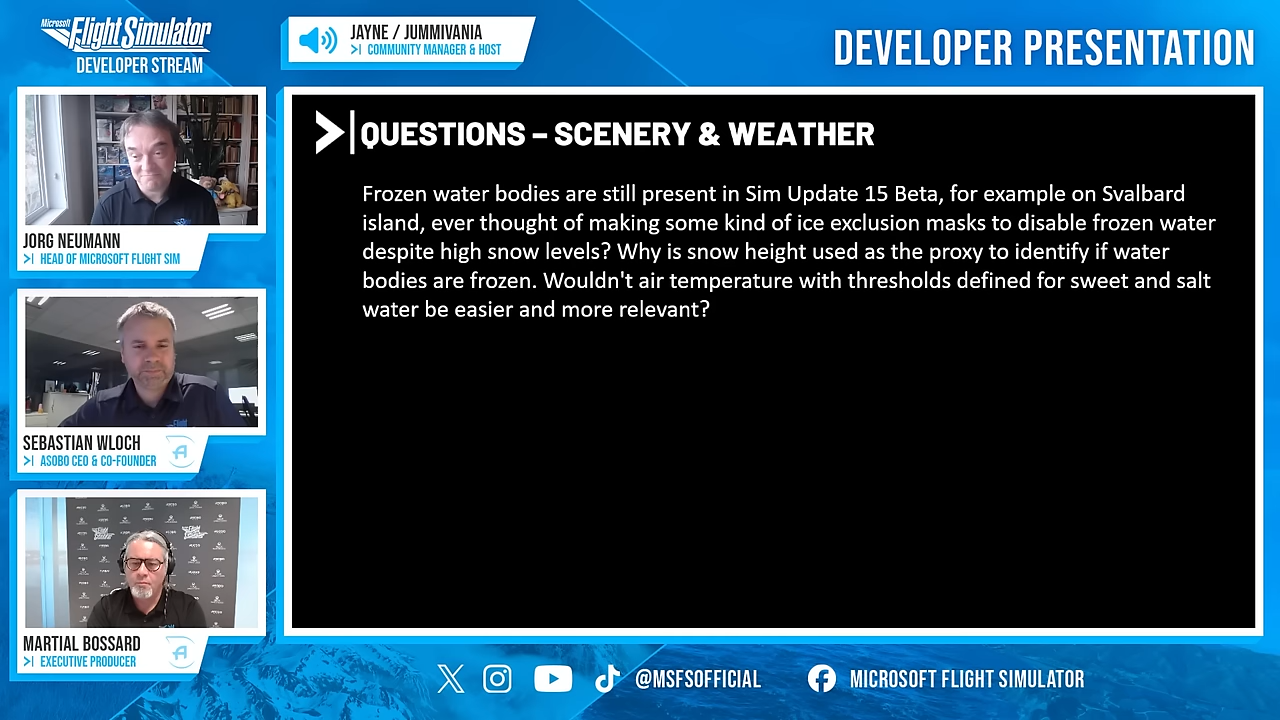 Microsoft
Flight Simulator
DEVELOPER STREAM
JAYNE / JUMMIVANIA
>| COMMUNITY MANAGER & HOST
DEVELOPER PRESENTATION
JORG NEUMANN
>| HEAD OF MICROSOFT FLIGHT SIM
SEBASTIAN WLOCH
>| ASOBO CEO & CO-FOUNDER
MARTIAL BOSSARD
>| EXECUTIVE PRODUCER
QUESTIONS – SCENERY & WEATHER
Frozen water bodies are still present in Sim Update 15 Beta, for example on Svalbard
island, ever thought of making some kind of ice exclusion masks to disable frozen water
despite high snow levels? Why is snow height used as the proxy to identify if water
bodies are frozen. Wouldn't air temperature with thresholds defined for sweet and salt
water be easier and more relevant?
@MSFSOFFICIAL
MICROSOFT FLIGHT SIMULATOR